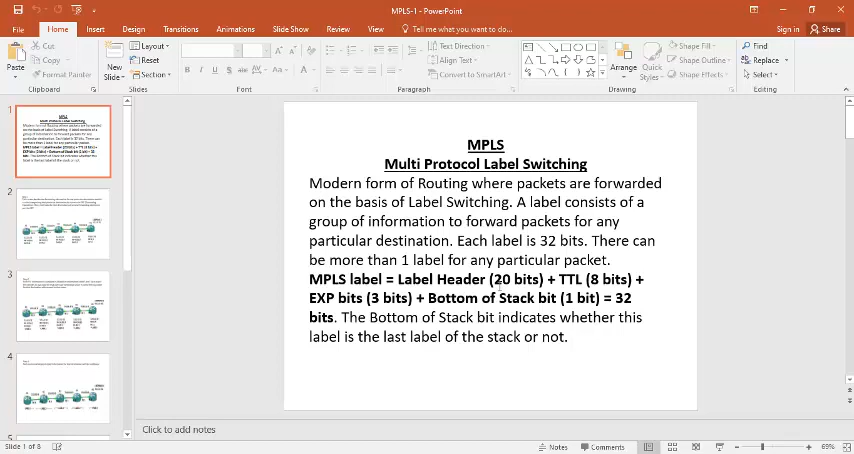 MPLS-1 - PowerPoint
Sign in
Share
File
Home
Insert
Design
Transitions
Animations
Slide Show
Review
View
Help
Tell me what you want to do...
Paste
Cut
Copy
Format Painter
Clipboard
New Slide
Layout
Reset
Section
Slides
Font
Text Direction
Align Text
Convert to SmartArt
Paragraph
Arrange
Quick Styles
Shape Fill
Shape Outline
Shape Effects
Drawing
Find
Replace
Select
Editing
1
2
3
4
MPLS
Multi Protocol Label Switching
Modern form of Routing where packets are forwarded
on the basis of Label Switching. A label consists of a
group of information to forward packets for any
particular destination. Each label is 32 bits. There can
be more than 1 label for any particular packet.
MPLS label = Label Header (20 bits) + TTL (8 bits) +
EXP bits (3 bits) + Bottom of Stack bit (1 bit) = 32
bits. The Bottom of Stack bit indicates whether this
label is the last label of the stack or not.
Click to add notes
Slide 1 of 8
Notes
Comments
69%